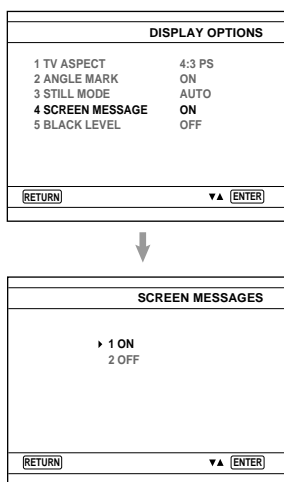 DISPLAY OPTIONS
1 TV ASPECT 4:3 PS
2 ANGLE MARK ON
3 STILL MODE AUTO
4 SCREEN MESSAGE ON
5 BLACK LEVEL OFF
RETURN ▼▲ ENTER
SCREEN MESSAGES
1 ON
2 OFF
RETURN ▼▲ ENTER